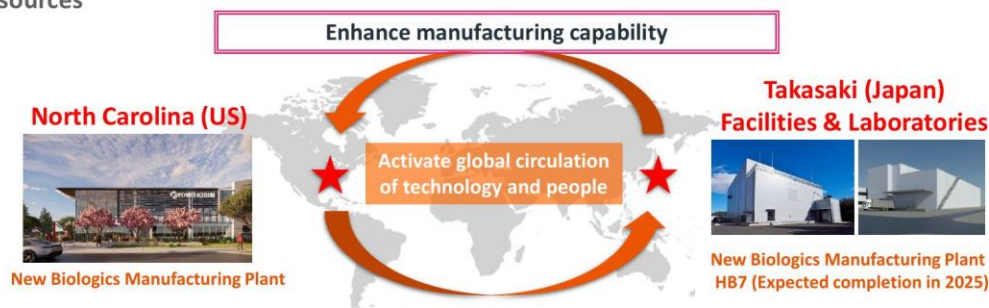 Enhance manufacturing capability
North Carolina (US)
Takasaki (Japan)
Facilities & Laboratories
Activate global circulation
of technology and people
New Biologics Manufacturing Plant
New Biologics Manufacturing Plant
HB7 (Expected completion in 2025)